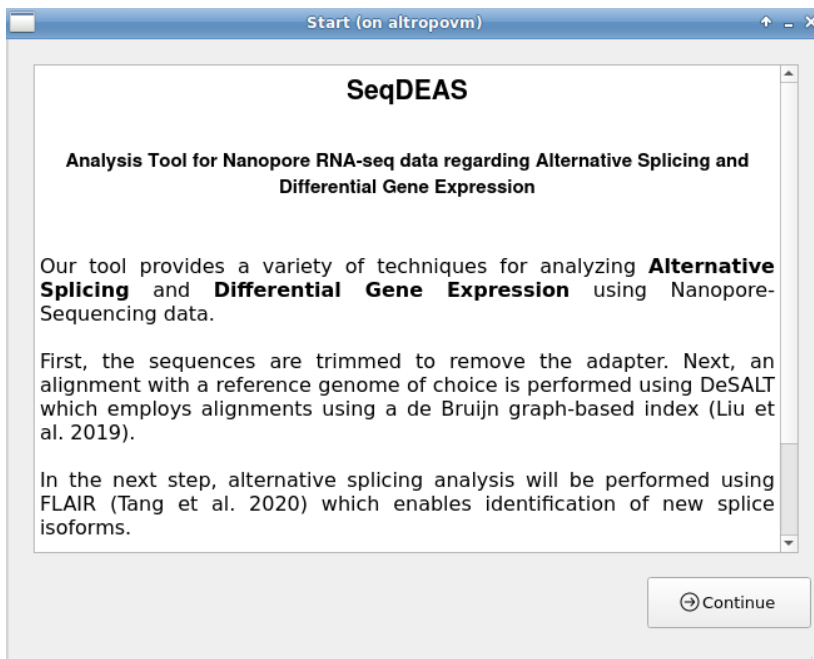 Start (on altropovm)
SeqDEAS
Analysis Tool for Nanopore RNA-seq data regarding Alternative Splicing and
Differential Gene Expression
Our tool provides a variety of techniques for analyzing Alternative
Splicing and Differential Gene Expression using Nanopore-
Sequencing data.
First, the sequences are trimmed to remove the adapter. Next, an
alignment with a reference genome of choice is performed using DeSALT
which employs alignments using a de Bruijn graph-based index (Liu et
al. 2019).
In the next step, alternative splicing analysis will be performed using
FLAIR (Tang et al. 2020) which enables identification of new splice
isoforms.
Continue